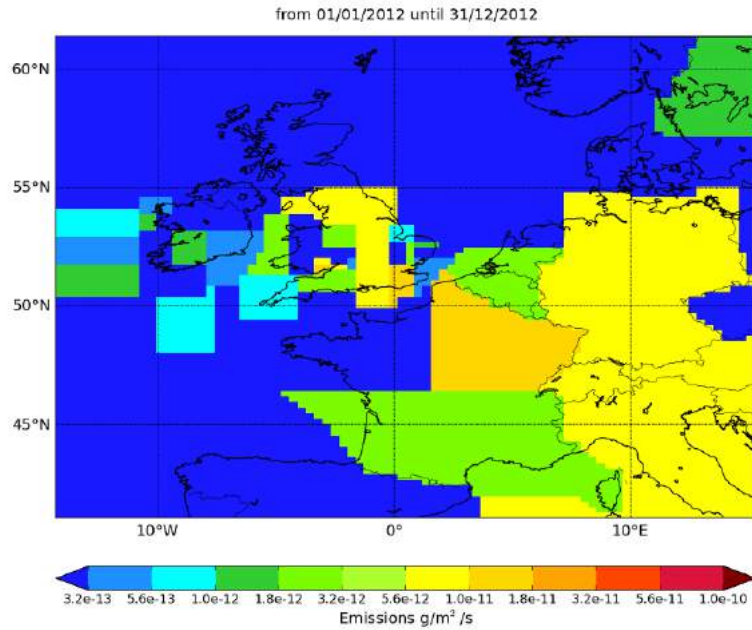 from 01/01/2012 until 31/12/2012
60°N
55°N
50°N
45°N
10°W 0° 10°E
3.2e-13 5.6e-13 1.0e-12 1.8e-12 3.2e-12 5.6e-12 1.0e-11 1.8e-11 3.2e-11 5.6e-11 1.0e-10
Emissions g/m² /s